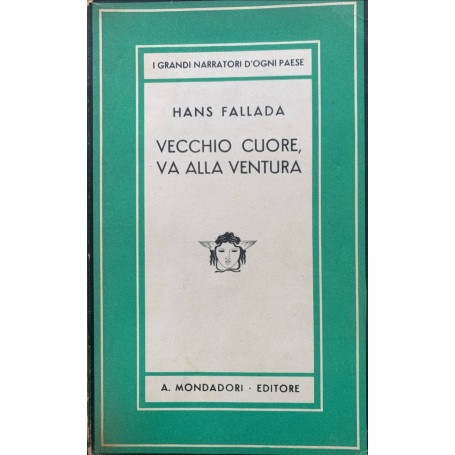 I GRANDI NARRATORI D'OGNI PAESE
HANS FALLADA
VECCHIO CUORE,
VA ALLA VENTURA
A. MONDADORI · EDITORE